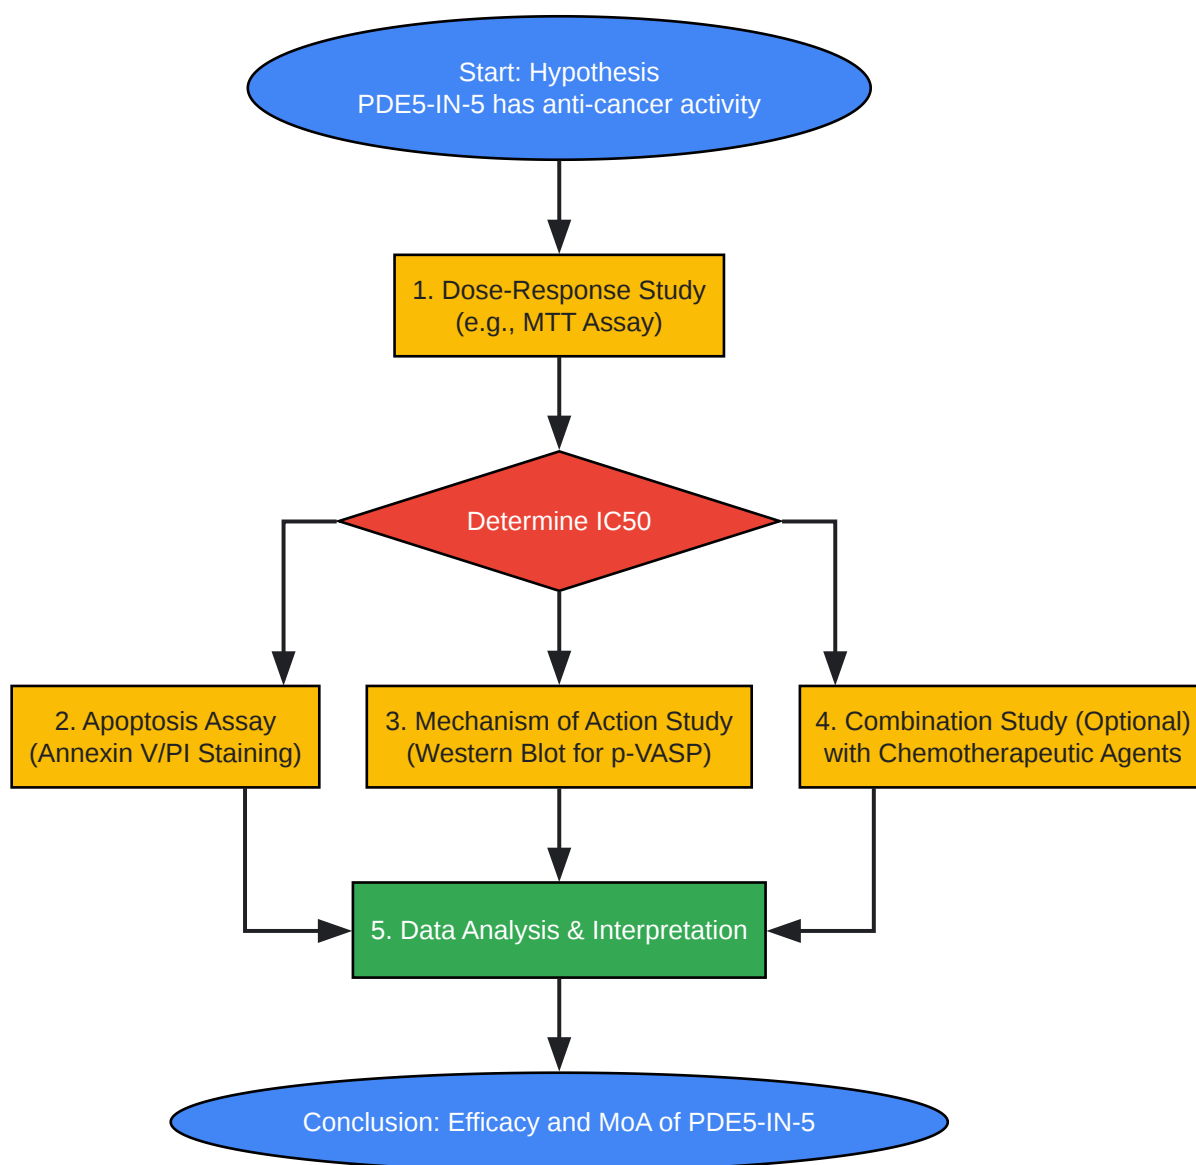 Start: Hypothesis
PDE5-IN-5 has anti-cancer activity
1. Dose-Response Study
(e.g., MTT Assay)
Determine IC50
2. Apoptosis Assay
(Annexin V/PI Staining)
3. Mechanism of Action Study
(Western Blot for p-VASP)
4. Combination Study (Optional)
with Chemotherapeutic Agents
5. Data Analysis & Interpretation
Conclusion: Efficacy and MoA of PDE5-IN-5